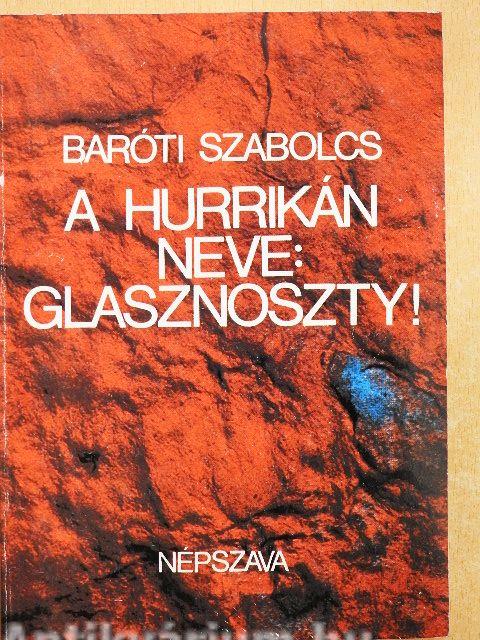 BARÓTI SZABOLCS
A HURRIKÁN
NEVE:
GLASZNOSZTY!
NÉPSZAVA